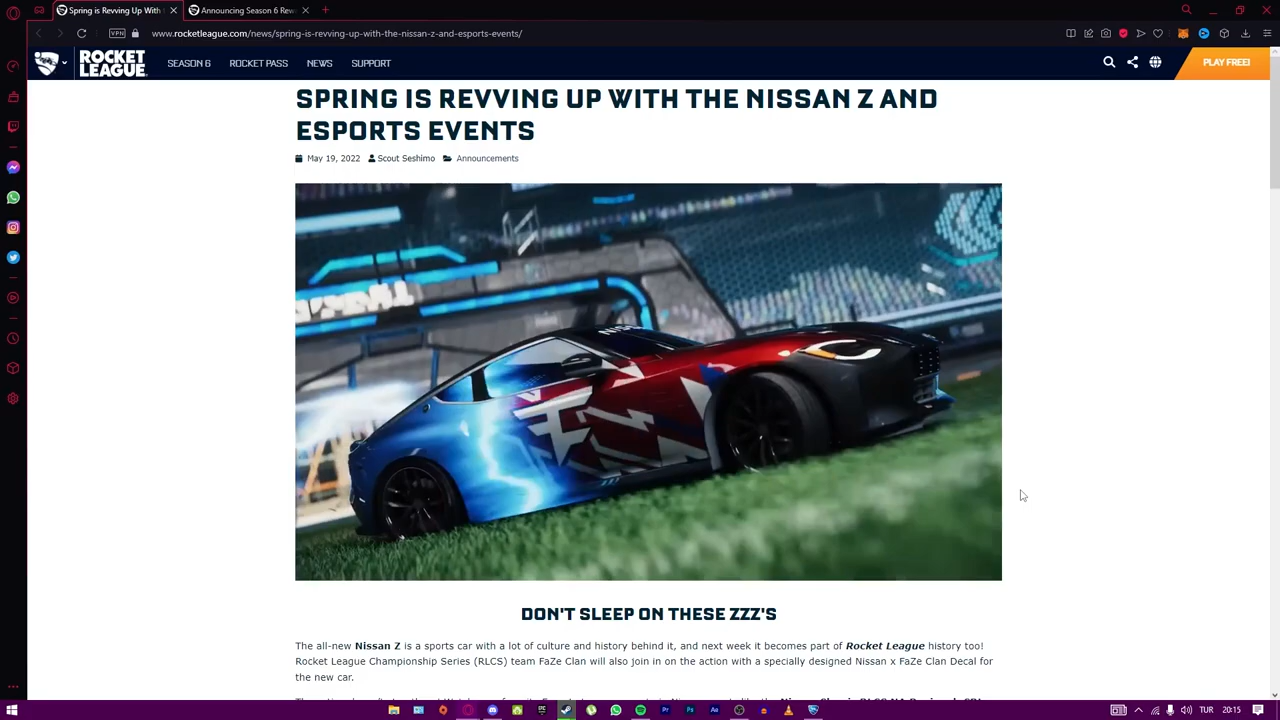 Spring is Revving Up With t
Announcing Season 6 Rew
VPN
www.rocketleague.com/news/spring-is-revving-up-with-the-nissan-z-and-esports-events/
ROCKET
LEAGUE
SEASON 6
ROCKET PASS
NEWS
SUPPORT
PLAY FREE!
SPRING IS REVVING UP WITH THE NISSAN Z AND
ESPORTS EVENTS
May 19, 2022 Scout Seshimo Announcements
DON'T SLEEP ON THESE ZZZ'S
The all-new Nissan Z is a sports car with a lot of culture and history behind it, and next week it becomes part of Rocket League history too!
Rocket League Championship Series (RLCS) team FaZe Clan will also join in on the action with a specially designed Nissan x FaZe Clan Decal for
the new car.
TUR 20:15